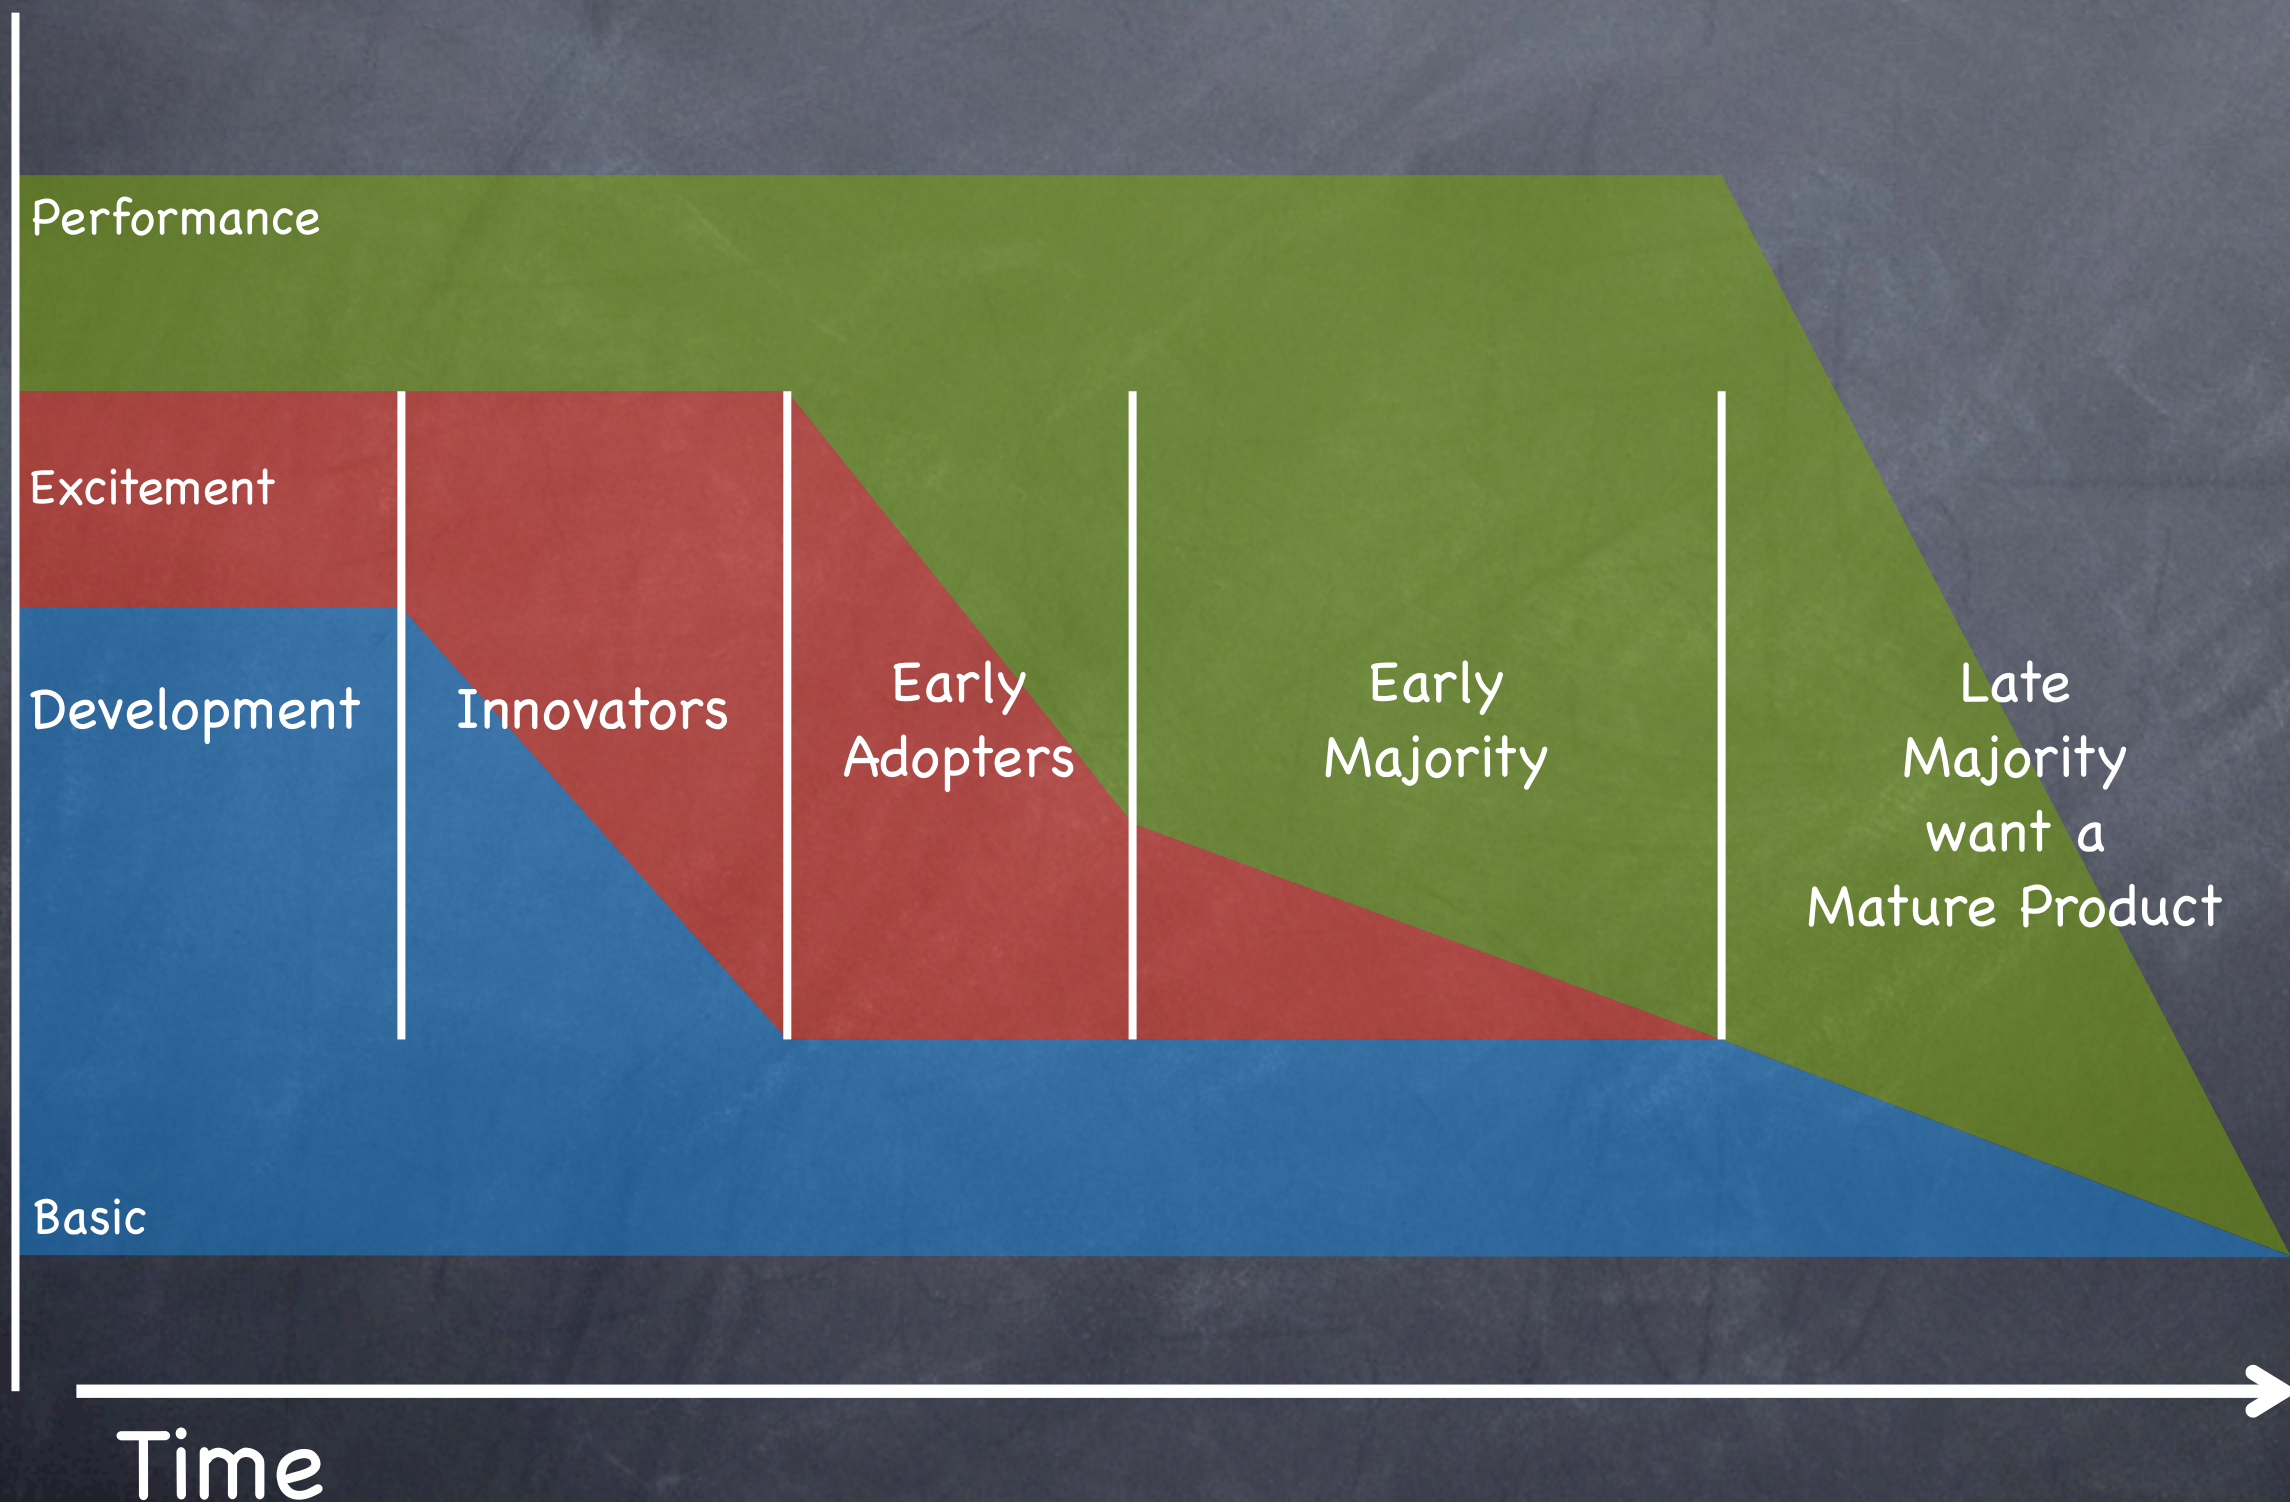 Performance
Excitement
Development
Innovators
Early
Adopters
Early
Majority
Late
Majority
want a
Mature Product
Basic
Time